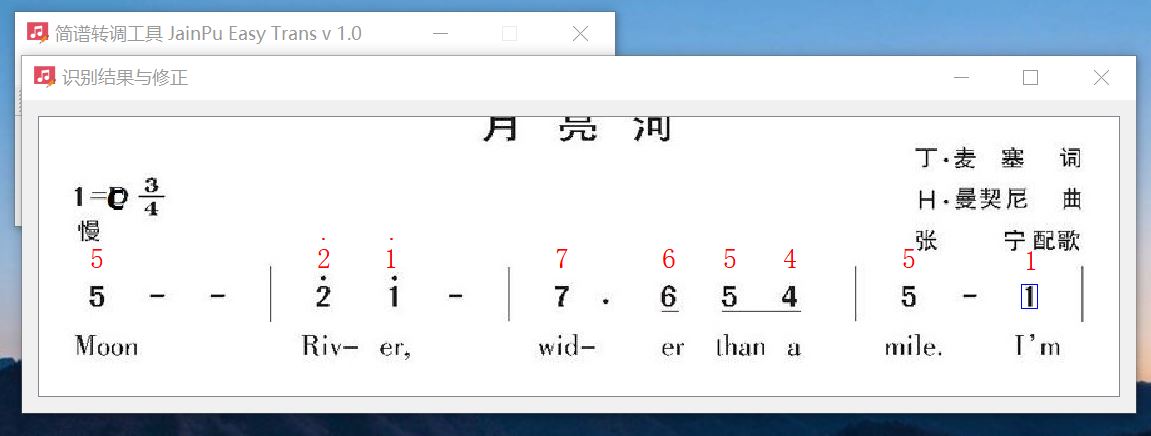 简谱转调工具 JainPu Easy Trans v 1.0
识别结果与修正
月 亮 河
丁·麦 塞 词
1= 3/4
H·曼契尼 曲
慢
张 宁 配歌
5 2̇ 1̇ 7 6 5 4 5 1
5 - - | 2̇ 1̇ - | 7 . 6 5 4 | 5 - 1 |
Moon Riv- er, wid- er than a mile. I'm